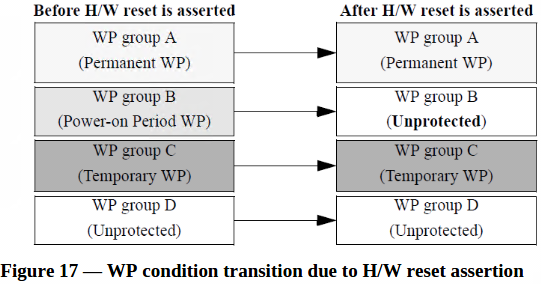 Before H/W reset is asserted
After H/W reset is asserted
WP group A
(Permanent WP)
WP group A
(Permanent WP)
WP group B
(Power-on Period WP)
WP group B
(Unprotected)
WP group C
(Temporary WP)
WP group C
(Temporary WP)
WP group D
(Unprotected)
WP group D
(Unprotected)
Figure 17 — WP condition transition due to H/W reset assertion